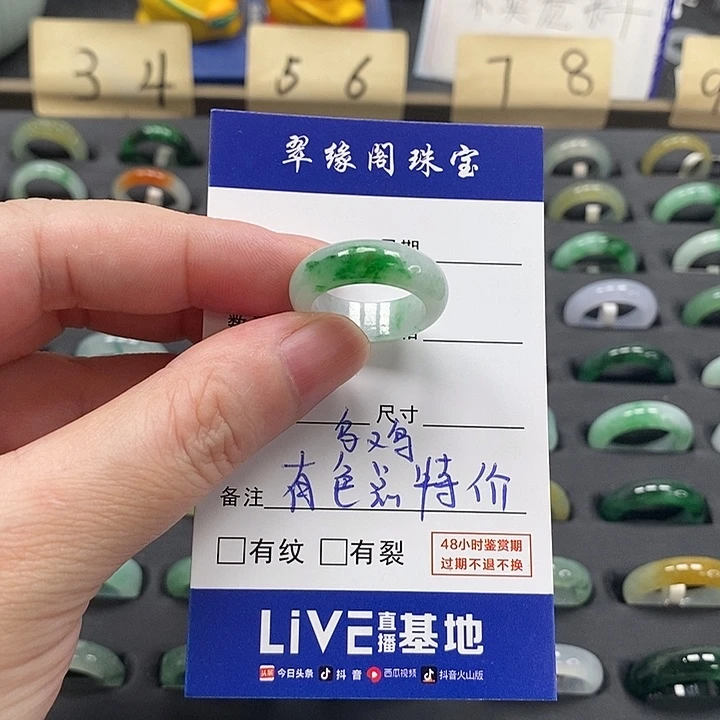 3 4
5 6
7 8
9
翠缘阁珠宝
尺寸
备注 有色差 特价
□有纹 □有裂
48小时鉴赏期
过期不退不换
LiVE直播基地
今日头条 抖音 西瓜视频 抖音火山版